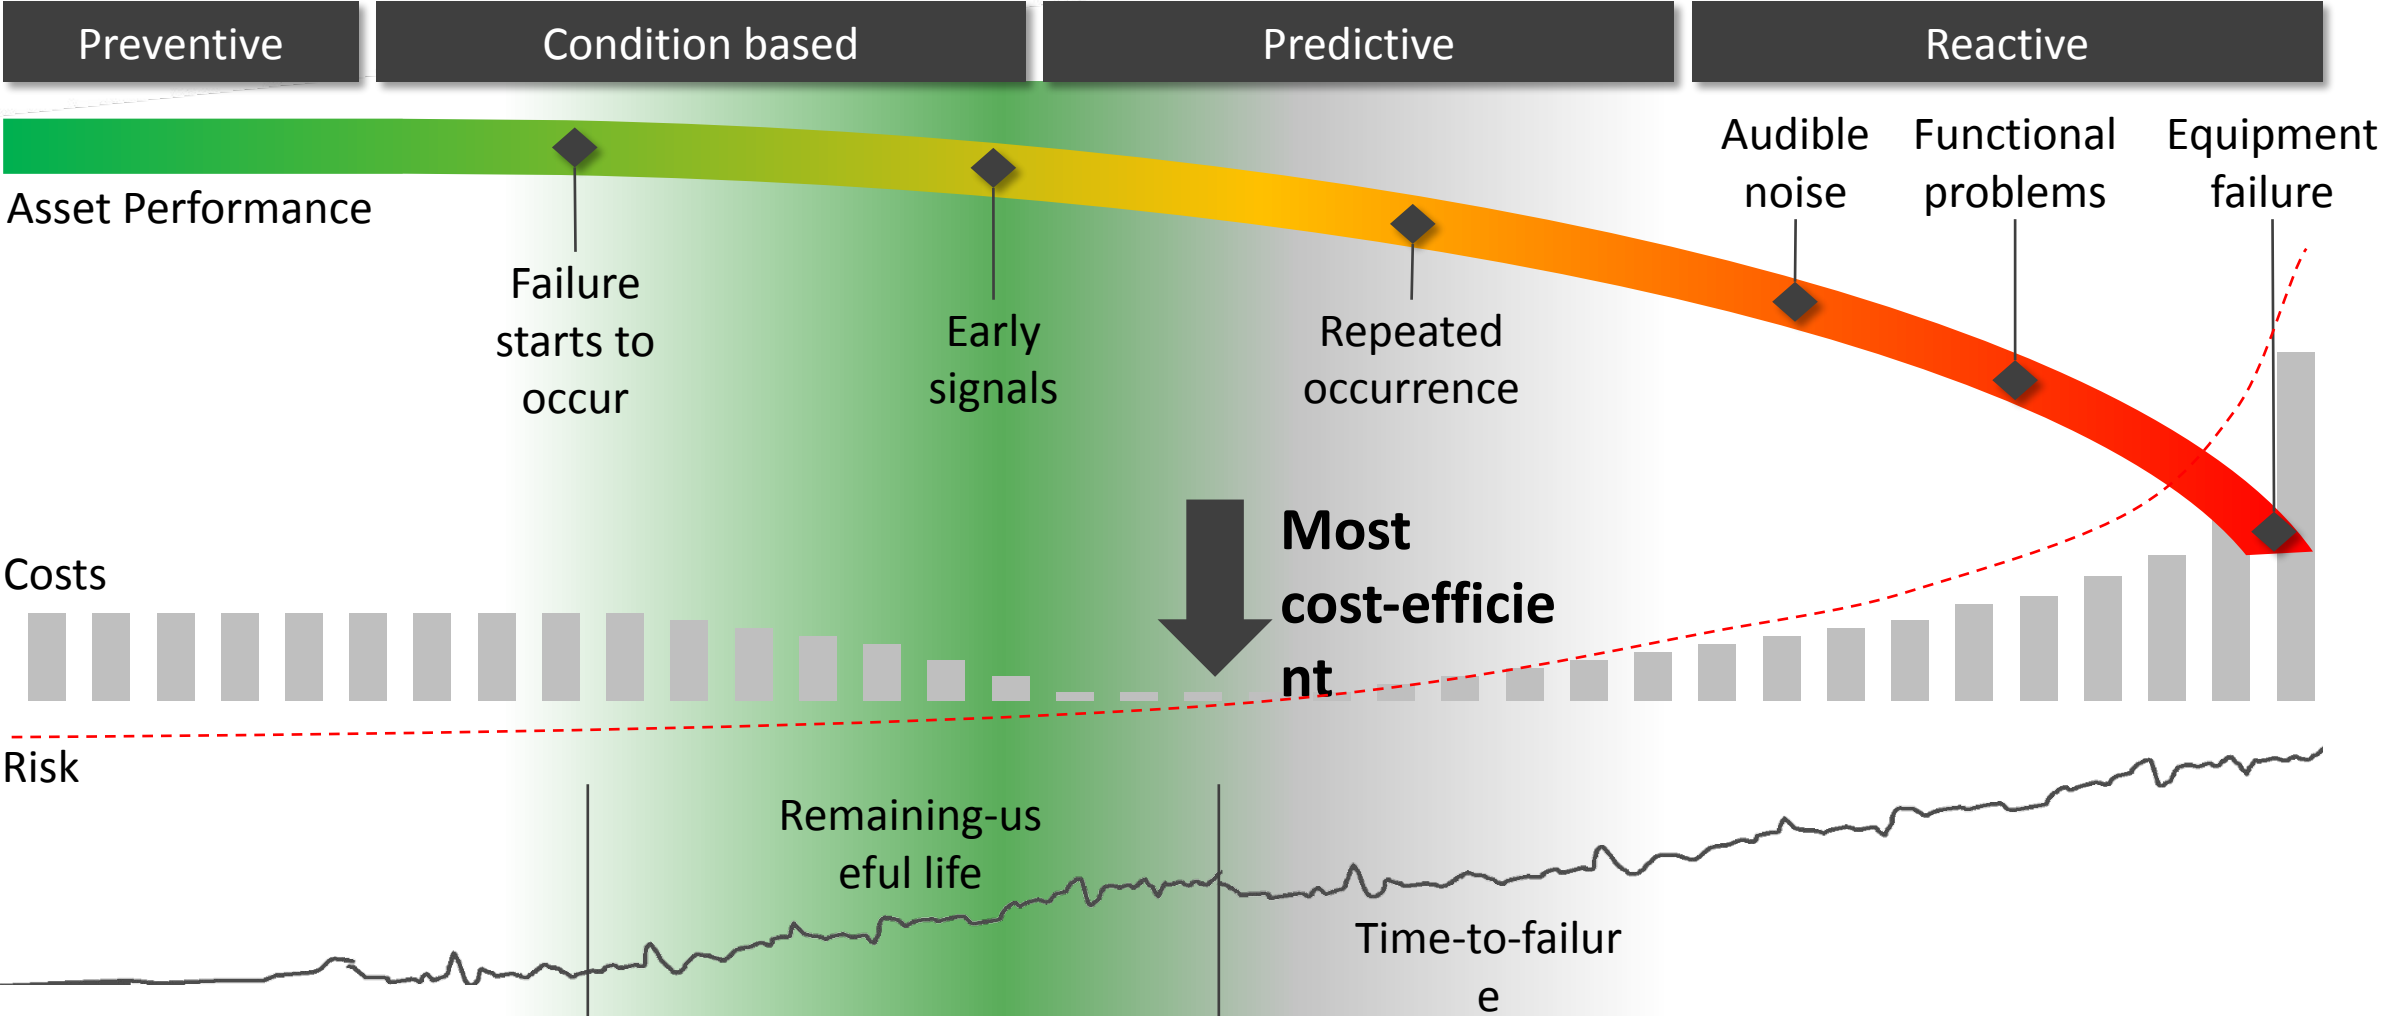 Preventive
Condition based
Predictive
Reactive
Asset Performance
Failure
starts to
occur
Early
signals
Repeated
occurrence
Audible
noise
Functional
problems
Equipment
failure
Most
cost-efficie
nt
Costs
Risk
Remaining-us
eful life
Time-to-failur
e